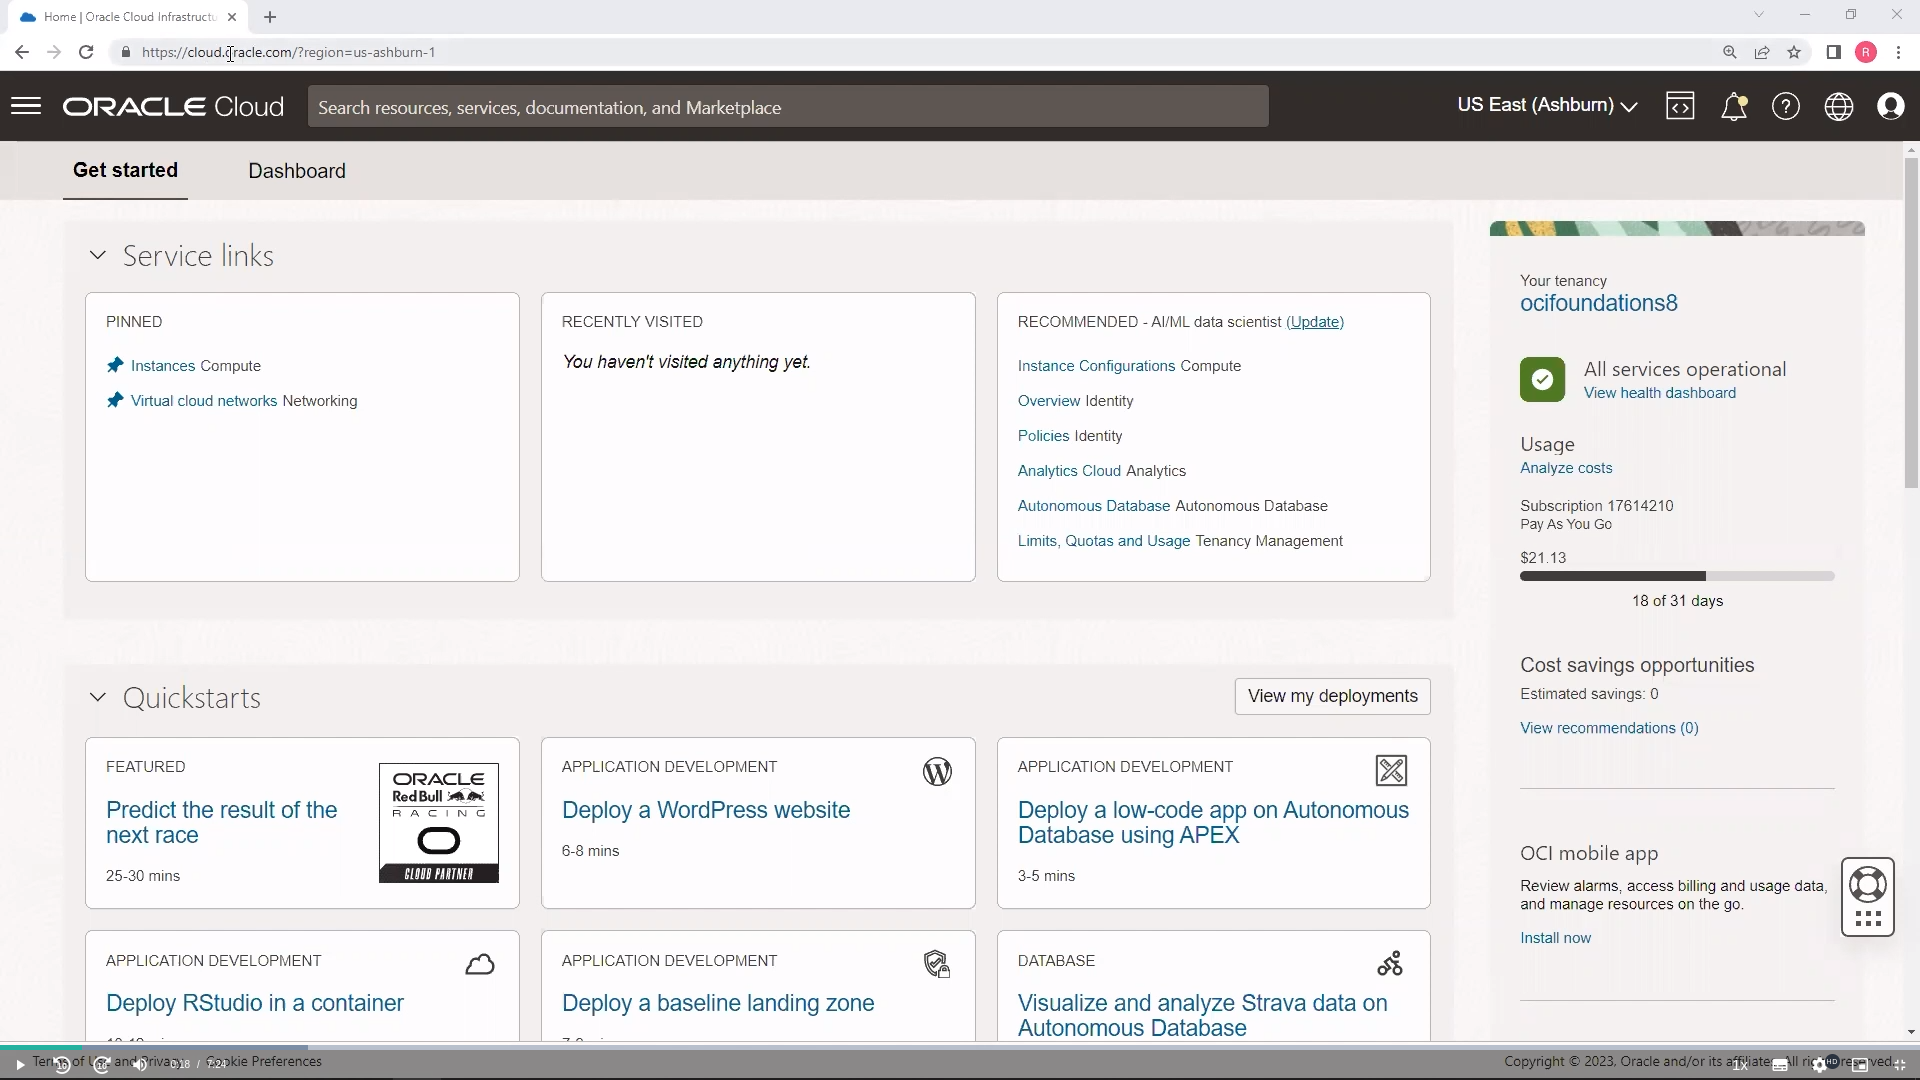 Home | Oracle Cloud Infrastructu
https://cloud.oracle.com/?region=us-ashburn-1
R
ORACLE Cloud
Search resources, services, documentation, and Marketplace
US East (Ashburn)
Get started
Dashboard
Service links
PINNED
Instances Compute
Virtual cloud networks Networking
RECENTLY VISITED
You haven't visited anything yet.
RECOMMENDED - AI/ML data scientist (Update)
Instance Configurations Compute
Overview Identity
Policies Identity
Analytics Cloud Analytics
Autonomous Database Autonomous Database
Limits, Quotas and Usage Tenancy Management
Your tenancy
ocifoundations8
All services operational
View health dashboard
Usage
Analyze costs
Subscription 17614210
Pay As You Go
$21.13
18 of 31 days
Cost savings opportunities
Estimated savings: 0
View recommendations (0)
OCI mobile app
Review alarms, access billing and usage data,
and manage resources on the go.
Install now
Quickstarts
View my deployments
FEATURED
Predict the result of the
next race
25-30 mins
ORACLE
Red Bull
RACING
CLOUD PARTNER
APPLICATION DEVELOPMENT
Deploy a WordPress website
6-8 mins
APPLICATION DEVELOPMENT
Deploy a low-code app on Autonomous
Database using APEX
3-5 mins
APPLICATION DEVELOPMENT
Deploy RStudio in a container
APPLICATION DEVELOPMENT
Deploy a baseline landing zone
DATABASE
Visualize and analyze Strava data on
Autonomous Database
Terms of Use and Privacy Cookie Preferences
0:18 / 7:24
Copyright © 2023, Oracle and/or its affiliates. All rights reserved.
1x
HD